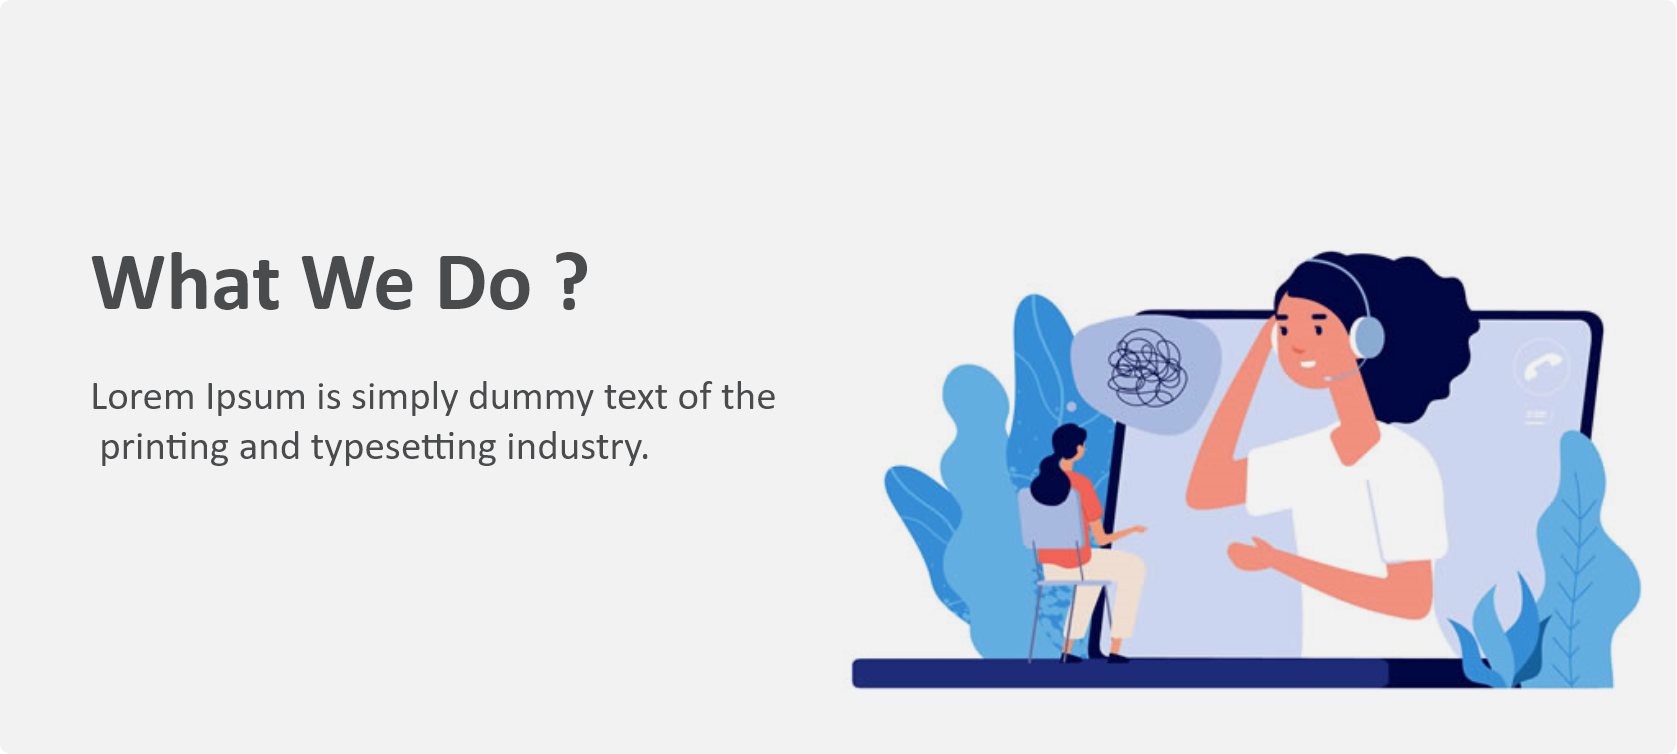 What We Do ?
Lorem Ipsum is simply dummy text of the
printing and typesetting industry.